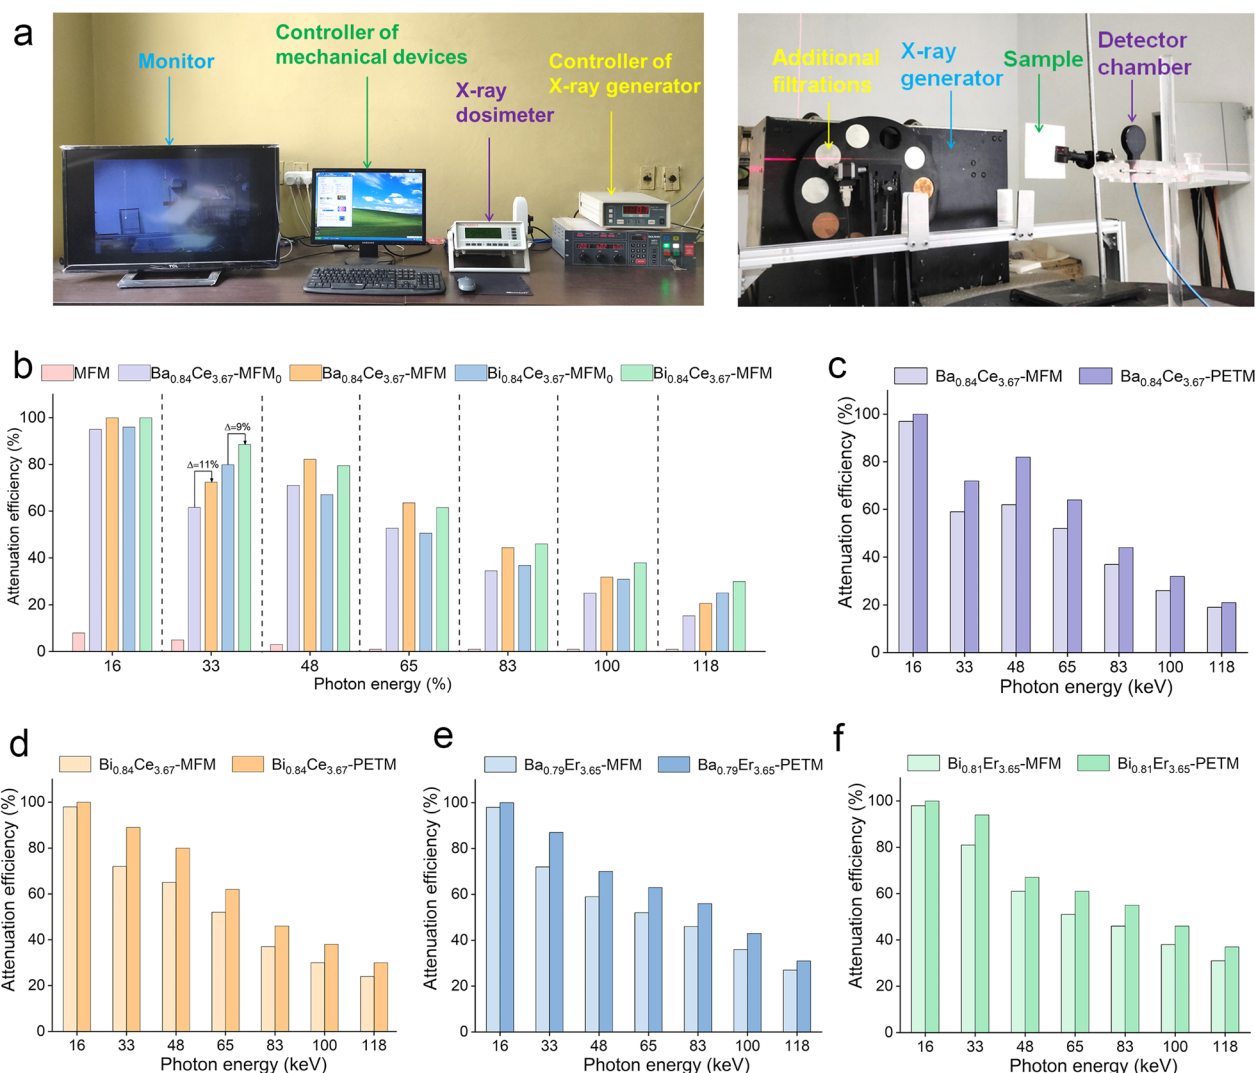 a
Monitor
Controller of
mechanical devices
X-ray
dosimeter
Controller of
X-ray generator
TCL
Additional
filtrations
X-ray
generator
Sample
Detector
chamber
b
MFM
Ba0.84Ce3.67-MFM0
Ba0.84Ce3.67-MFM
Bi0.84Ce3.67-MFM0
Bi0.84Ce3.67-MFM
Attenuation efficiency (%)
100
80
60
40
20
0
Δ=11%
Δ=9%
16 33 48 65 83 100 118
Photon energy (%)
c
Ba0.84Ce3.67-MFM
Ba0.84Ce3.67-PETM
Attenuation efficiency (%)
100
80
60
40
20
0
16 33 48 65 83 100 118
Photon energy (keV)
d
Bi0.84Ce3.67-MFM
Bi0.84Ce3.67-PETM
Attenuation efficiency (%)
100
80
60
40
20
0
16 33 48 65 83 100 118
Photon energy (keV)
e
Ba0.79Er3.65-MFM
Ba0.79Er3.65-PETM
Attenuation efficiency (%)
100
80
60
40
20
0
16 33 48 65 83 100 118
Photon energy (keV)
f
Bi0.81Er3.65-MFM
Bi0.81Er3.65-PETM
Attenuation efficiency (%)
100
80
60
40
20
0
16 33 48 65 83 100 118
Photon energy (keV)